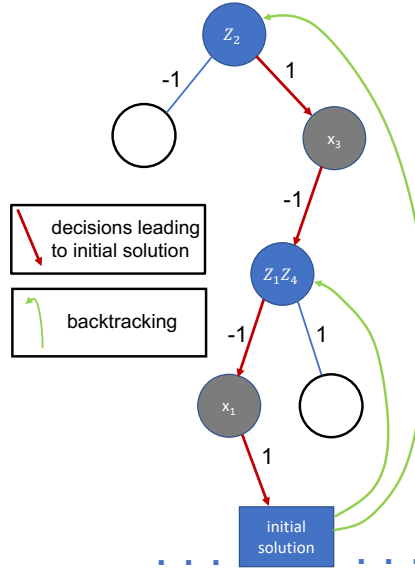 Z₂
-1
1
x₃
-1
decisions leading
to initial solution
Z₁Z₄
backtracking
-1
1
x₁
1
initial
solution